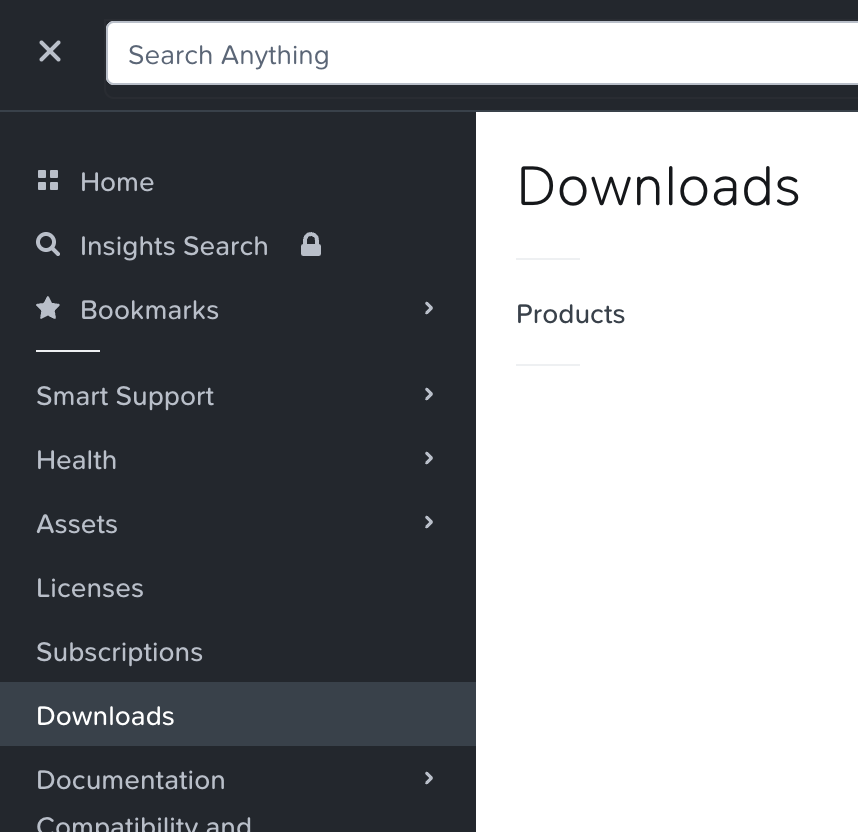 Search Anything
Home
Insights Search
Bookmarks
Smart Support
Health
Assets
Licenses
Subscriptions
Downloads
Documentation
Compatibility and
Downloads
Products